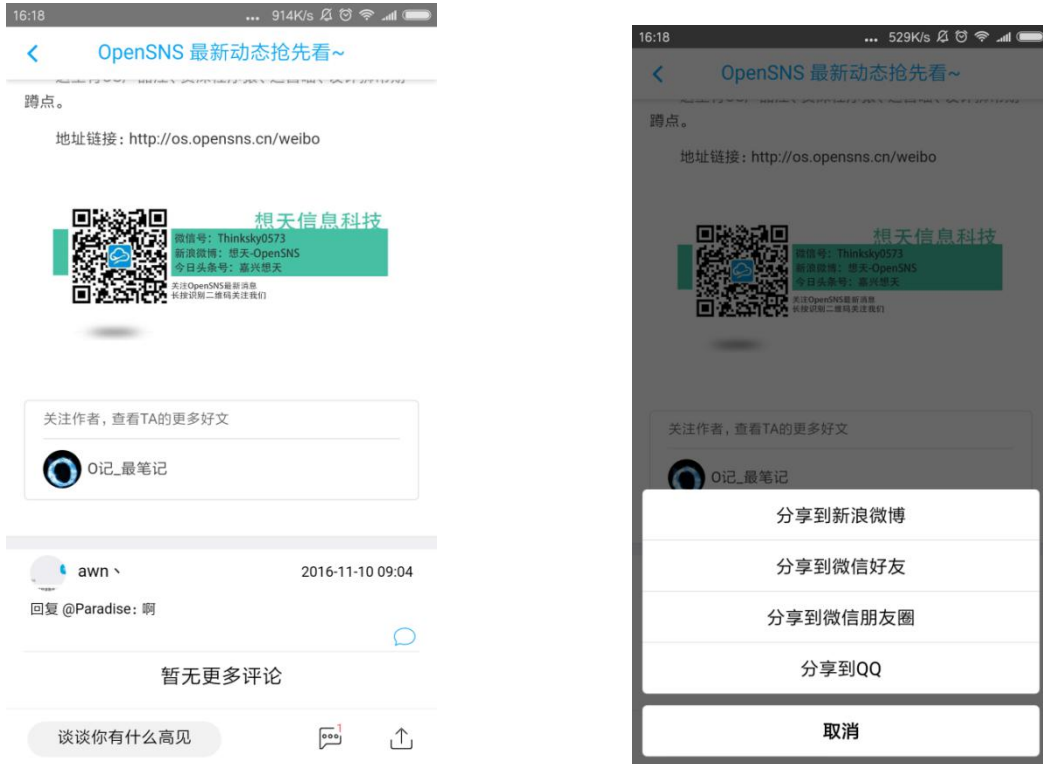 16:18
... 914K/s
OpenSNS 最新动态抢先看~
蹲点。
地址链接：http://os.opensns.cn/weibo
想天信息科技
微信号：Thinksky0573
新浪微博：想天-OpenSNS
今日头条号：嘉兴想天
关注OpenSNS最新消息
长按识别二维码关注我们
关注作者，查看TA的更多好文
O记_最笔记
awn丶
2016-11-10 09:04
回复 @Paradise：啊
暂无更多评论
谈谈你有什么高见
1
16:18
... 529K/s
OpenSNS 最新动态抢先看~
蹲点。
地址链接：http://os.opensns.cn/weibo
想天信息科技
微信号：Thinksky0573
新浪微博：想天-OpenSNS
今日头条号：嘉兴想天
关注OpenSNS最新消息
长按识别二维码关注我们
关注作者，查看TA的更多好文
O记_最笔记
分享到新浪微博
分享到微信好友
分享到微信朋友圈
分享到QQ
取消